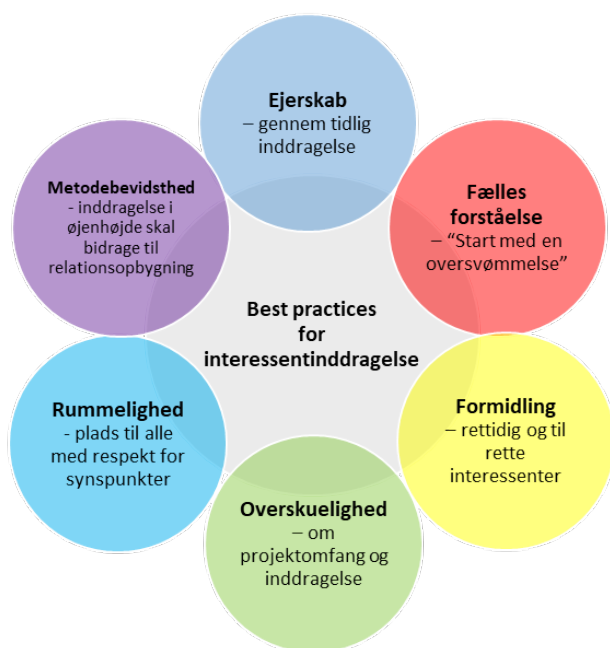 Ejerskab
– gennem tidlig
inddragelse
Fælles
forståelse
– “Start med en
oversvømmelse”
Formidling
– rettidig og til
rette
interessenter
Overskuelighed
– om
projektomfang og
inddragelse
Rummelighed
- plads til alle
med respekt for
synspunkter
Metodebevidsthed
- inddragelse i
øjenhøjde skal
bidrage til
relationsopbygning
Best practices
for
interessentinddragelse